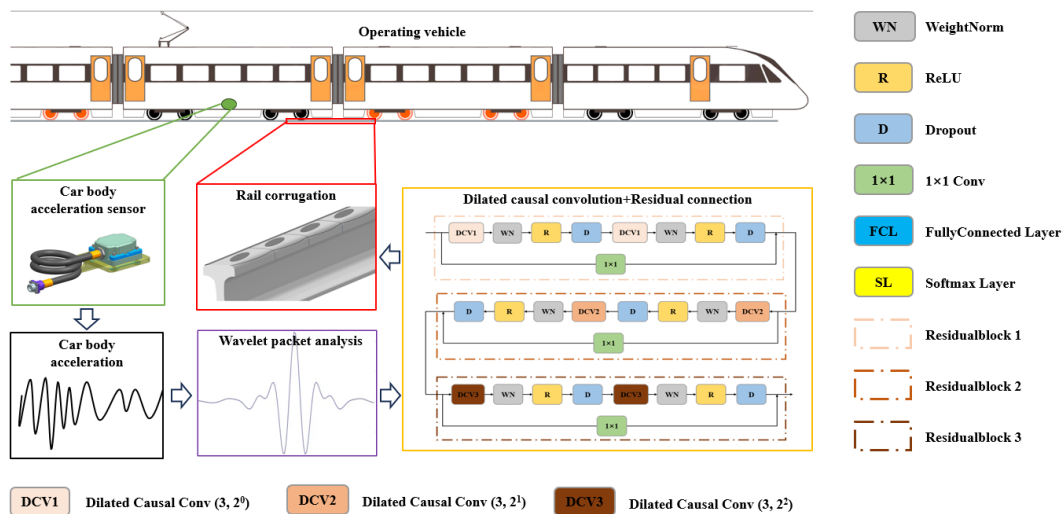 Operating vehicle
Car body
acceleration sensor
Rail corrugation
Dilated causal convolution+Residual connection
DCV1 WN R D DCV1 WN R D
1×1
D R WN DCV2 D R WN DCV2
1×1
DCV3 WN R D DCV3 WN R D
1×1
Car body
acceleration
Wavelet packet analysis
WN WeightNorm
R ReLU
D Dropout
1×1 1×1 Conv
FCL FullyConnected Layer
SL Softmax Layer
Residualblock 1
Residualblock 2
Residualblock 3
DCV1 Dilated Causal Conv (3, 2⁰) DCV2 Dilated Causal Conv (3, 2¹) DCV3 Dilated Causal Conv (3, 2²)